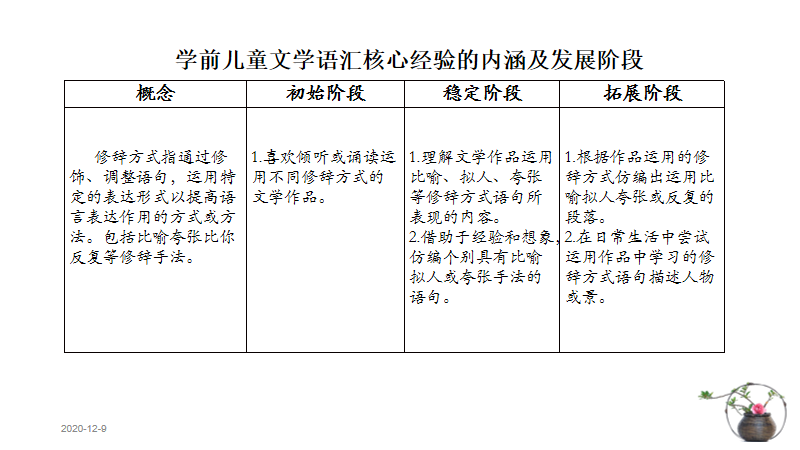 学前儿童文学语汇核心经验的内涵及发展阶段
概念
初始阶段
稳定阶段
拓展阶段
修辞方式指通过修
饰、调整语句，运用特
定的表达形式以提高语
言表达作用的方式或方
法。包括比喻夸张比你
反复等修辞手法。
1.喜欢倾听或诵读运
用不同修辞方式的
文学作品。
1.理解文学作品运用
比喻、拟人、夸张
等修辞方式语句所
表现的内容。
2.借助于经验和想象，
仿编个别具有比喻
拟人或夸张手法的
语句。
1.根据作品运用的修
辞方式仿编出运用比
喻拟人夸张或反复的
段落。
2.在日常生活中尝试
运用作品中学习的修
辞方式语句描述人物
或景。
2020-12-9